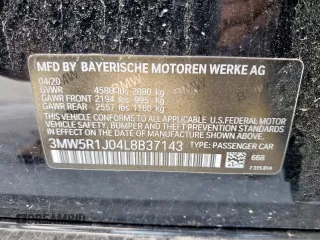 MFD BY BAYERISCHE MOTOREN WERKE AG
04/20
GVWR 4586 lb 2080 kg
GAWR FRONT 2194 lbs 995 kg
GAWR REAR 2557 lbs 1160 kg
THIS VEHICLE CONFORMS TO ALL APPLICABLE
U.S. FEDERAL MOTOR VEHICLE SAFETY, BUMPER,
AND THEFT PREVENTION STANDARDS IN EFFECT
ON THE DATE OF MANUFACTURE SHOWN ABOVE.
3MW5R1J04L8B37143 TYPE: PASSENGER CAR
668